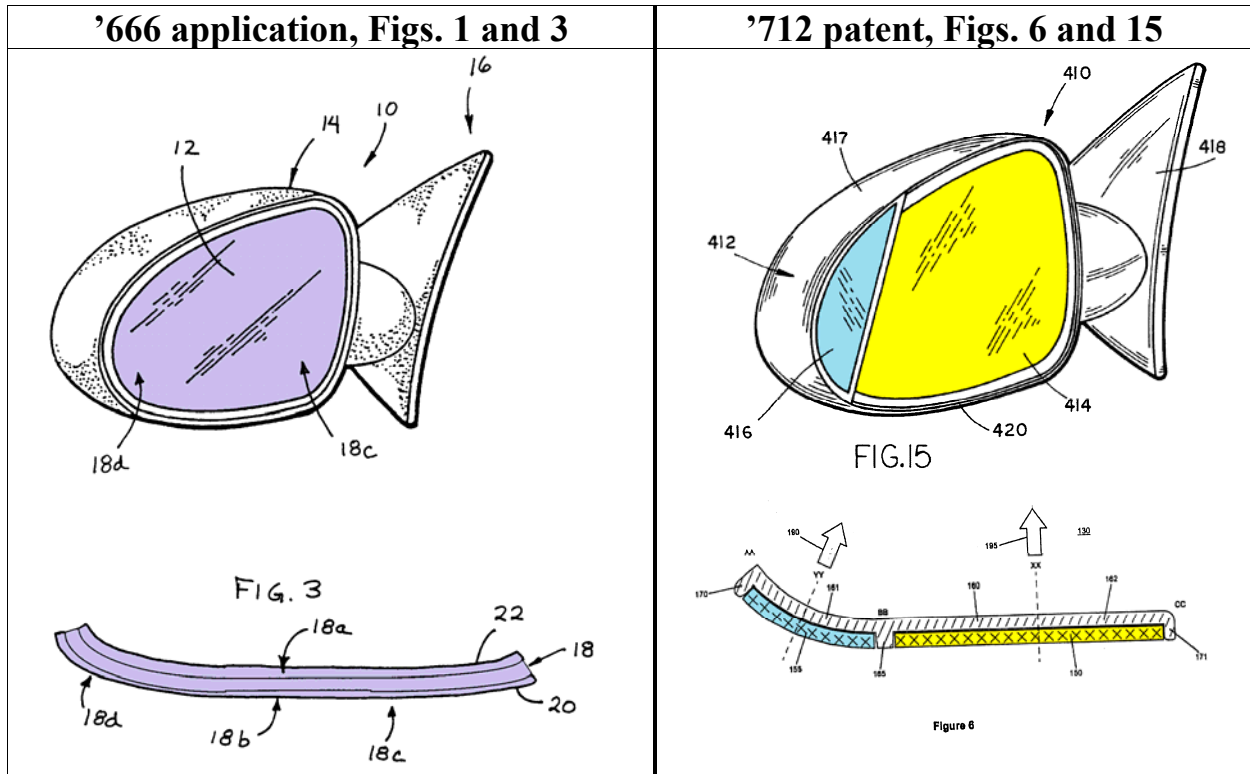 ’666 application, Figs. 1 and 3
16
10
14
12
18d
18c
FIG. 3
18a
22
18
18d
18b
18c
20
’712 patent, Figs. 6 and 15
410
417
418
412
416
414
420
FIG.15
190
195
130
AA
YY
XX
170
161
BB
160
162
CC
155
165
150
171
Figure 6